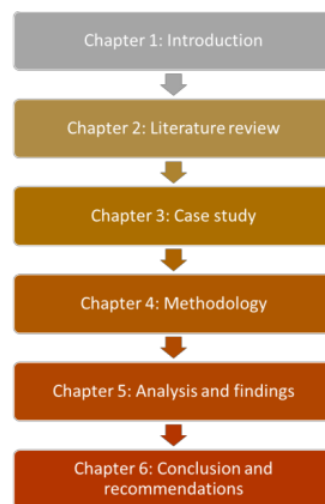 Chapter 1: Introduction
Chapter 2: Literature review
Chapter 3: Case study
Chapter 4: Methodology
Chapter 5: Analysis and findings
Chapter 6: Conclusion and
recommendations